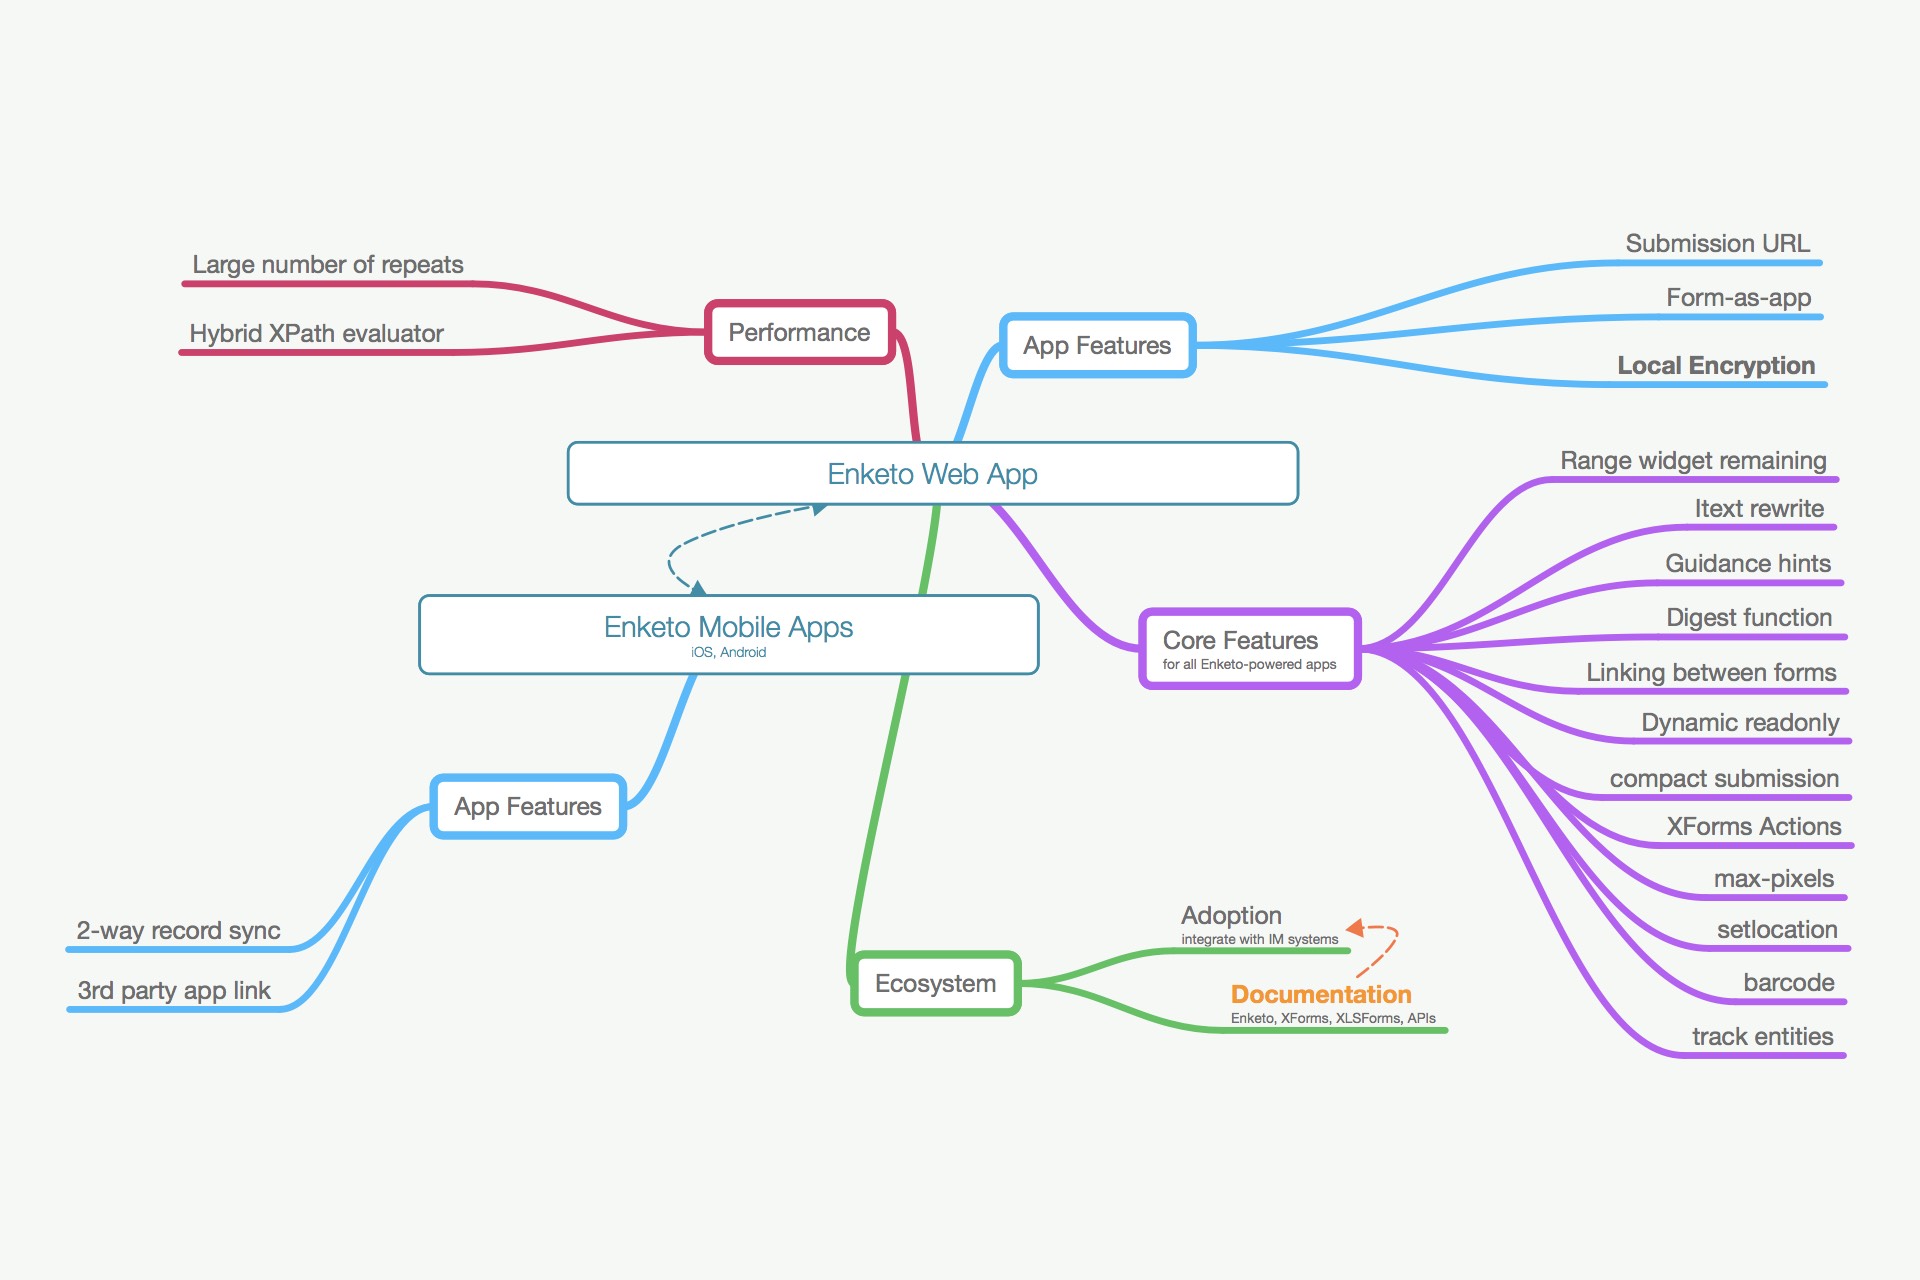 Large number of repeats
Hybrid XPath evaluator
Performance
App Features
Submission URL
Form-as-app
Local Encryption
Enketo Web App
Enketo Mobile Apps
iOS, Android
Core Features
for all Enketo-powered apps
Range widget remaining
Itext rewrite
Guidance hints
Digest function
Linking between forms
Dynamic readonly
compact submission
XForms Actions
max-pixels
setlocation
barcode
track entities
App Features
2-way record sync
3rd party app link
Ecosystem
Adoption
integrate with IM systems
Documentation
Enketo, XForms, XLSForms, APIs